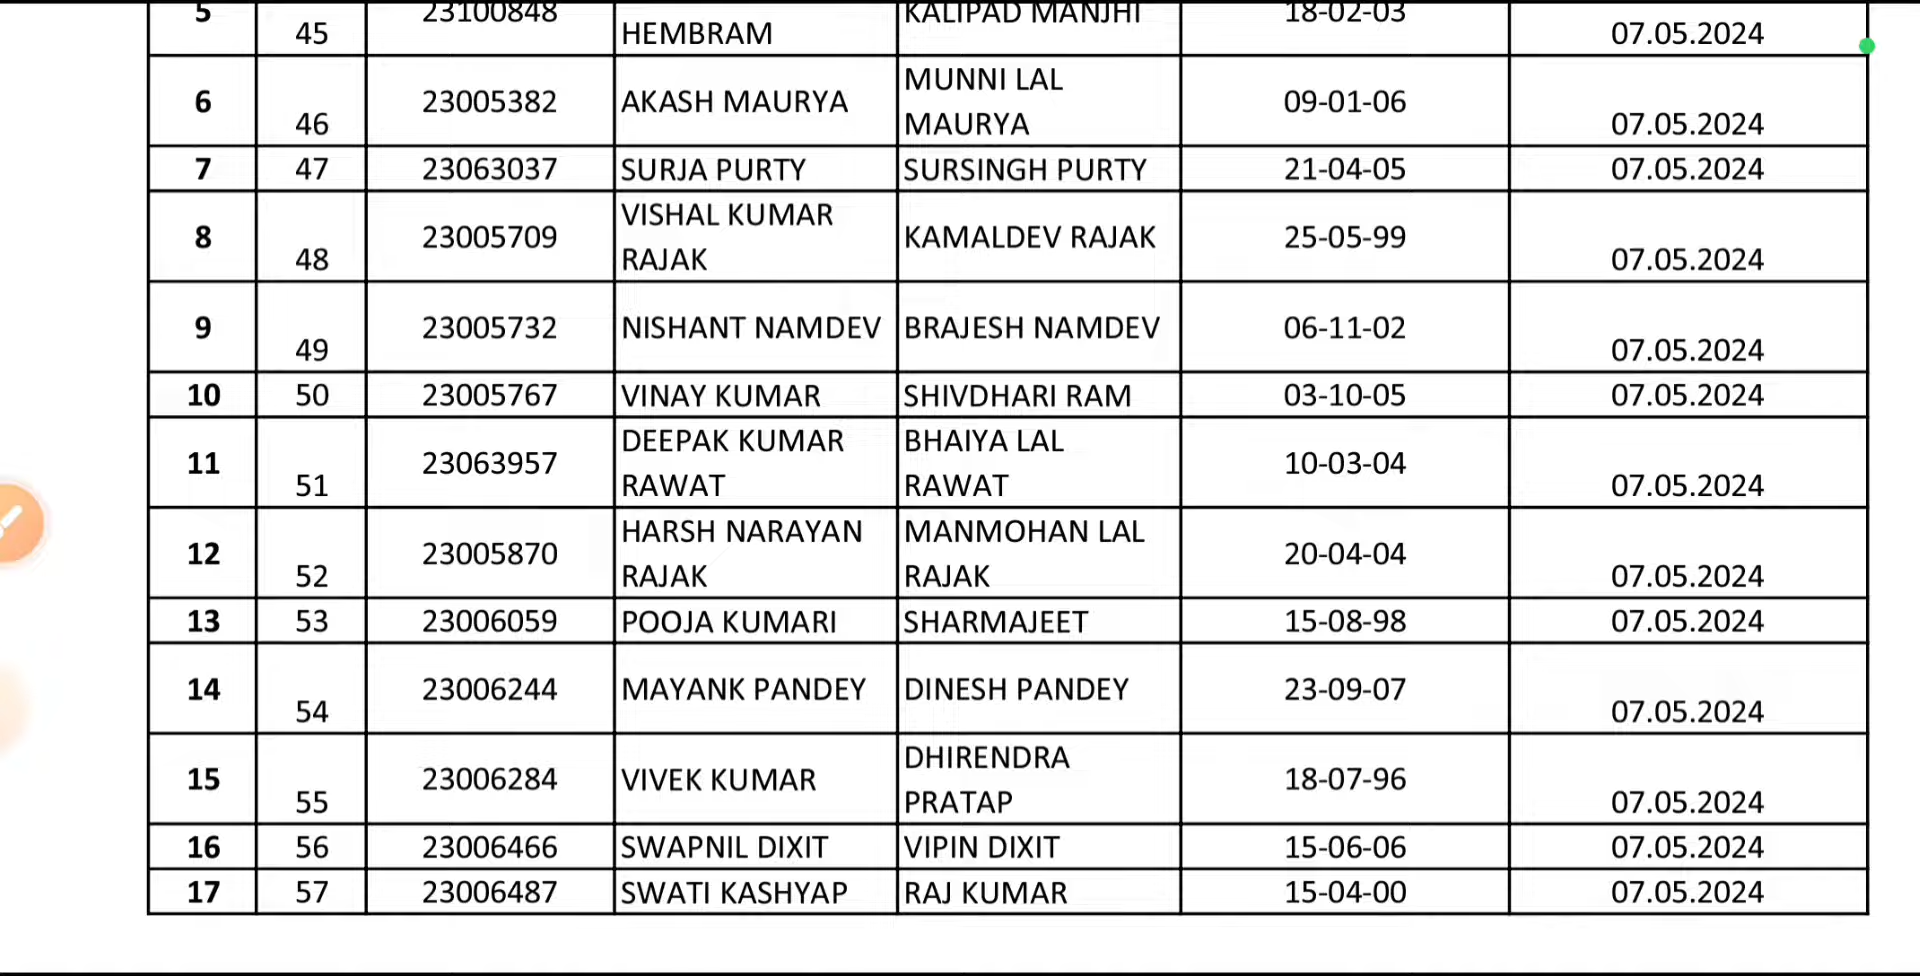 5 45 23100848 HEMBRAM KALIPAD MANJHI 18-02-03 07.05.2024
6 46 23005382 AKASH MAURYA MUNNI LAL MAURYA 09-01-06 07.05.2024
7 47 23063037 SURJA PURTY SURSINGH PURTY 21-04-05 07.05.2024
8 48 23005709 VISHAL KUMAR RAJAK KAMALDEV RAJAK 25-05-99 07.05.2024
9 49 23005732 NISHANT NAMDEV BRAJESH NAMDEV 06-11-02 07.05.2024
10 50 23005767 VINAY KUMAR SHIVDHARI RAM 03-10-05 07.05.2024
11 51 23063957 DEEPAK KUMAR RAWAT BHAIYA LAL RAWAT 10-03-04 07.05.2024
12 52 23005870 HARSH NARAYAN RAJAK MANMOHAN LAL RAJAK 20-04-04 07.05.2024
13 53 23006059 POOJA KUMARI SHARMAJEET 15-08-98 07.05.2024
14 54 23006244 MAYANK PANDEY DINESH PANDEY 23-09-07 07.05.2024
15 55 23006284 VIVEK KUMAR DHIRENDRA PRATAP 18-07-96 07.05.2024
16 56 23006466 SWAPNIL DIXIT VIPIN DIXIT 15-06-06 07.05.2024
17 57 23006487 SWATI KASHYAP RAJ KUMAR 15-04-00 07.05.2024